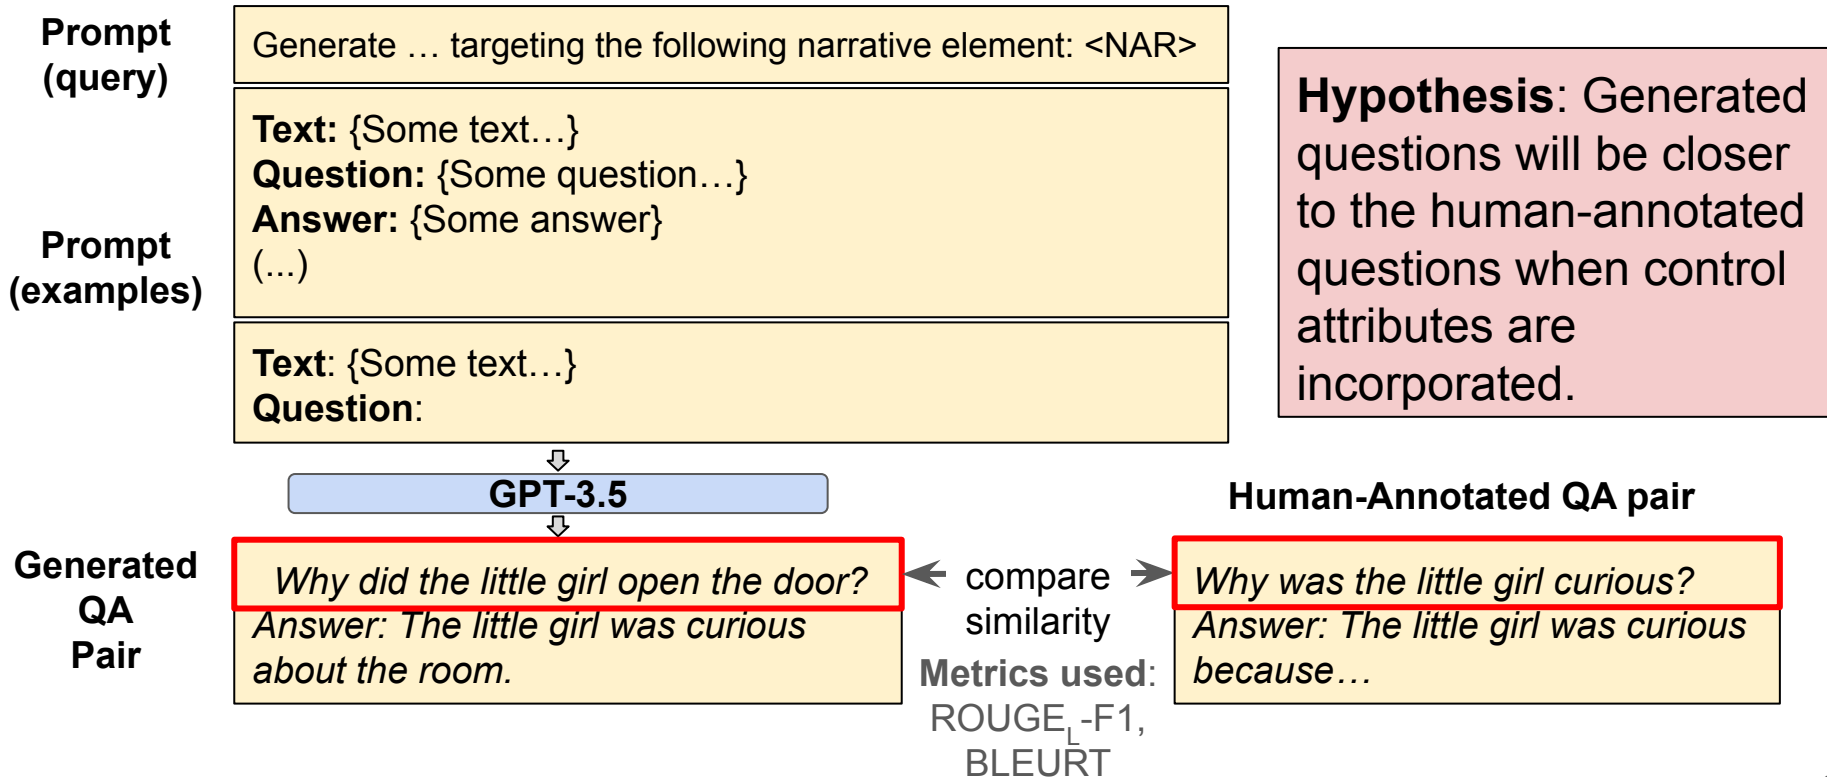 Prompt
(query)
Generate … targeting the following narrative element: <NAR>
Prompt
(examples)
Text: {Some text…}
Question: {Some question…}
Answer: {Some answer}
(...)
Text: {Some text…}
Question:
Hypothesis: Generated
questions will be closer
to the human-annotated
questions when control
attributes are
incorporated.
GPT-3.5
Human-Annotated QA pair
Generated
QA
Pair
Why did the little girl open the door?
Answer: The little girl was curious
about the room.
compare
similarity
Metrics used:
ROUGE_L-F1,
BLEURT
Why was the little girl curious?
Answer: The little girl was curious
because…